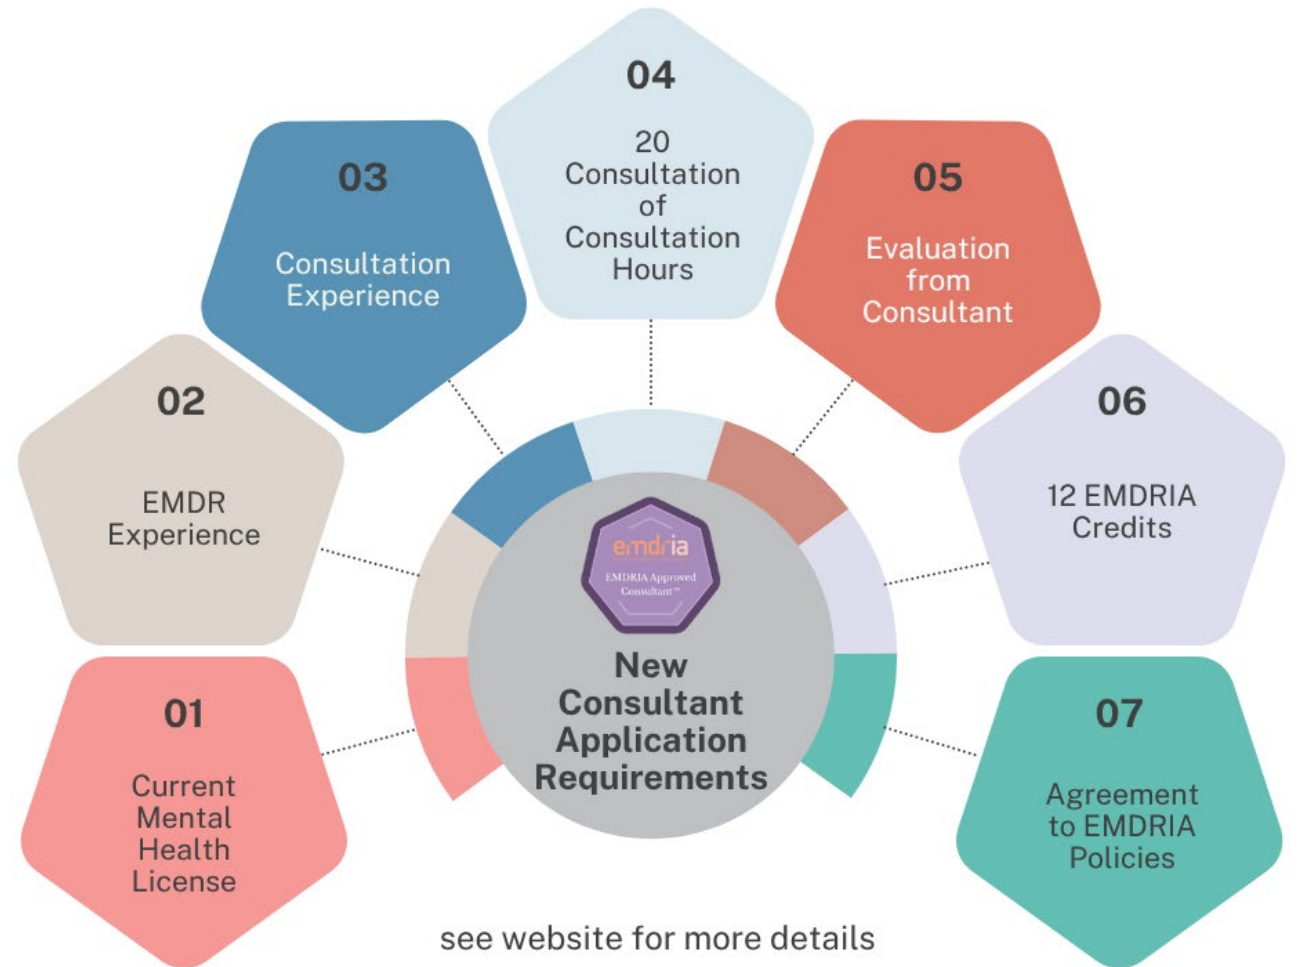 01
Current
Mental
Health
License
02
EMDR
Experience
03
Consultation
Experience
04
20
Consultation
of
Consultation
Hours
05
Evaluation
from
Consultant
06
12 EMDRIA
Credits
07
Agreement
to EMDRIA
Policies
emdria
EMDRIA Approved
Consultant™
New
Consultant
Application
Requirements
see website for more details